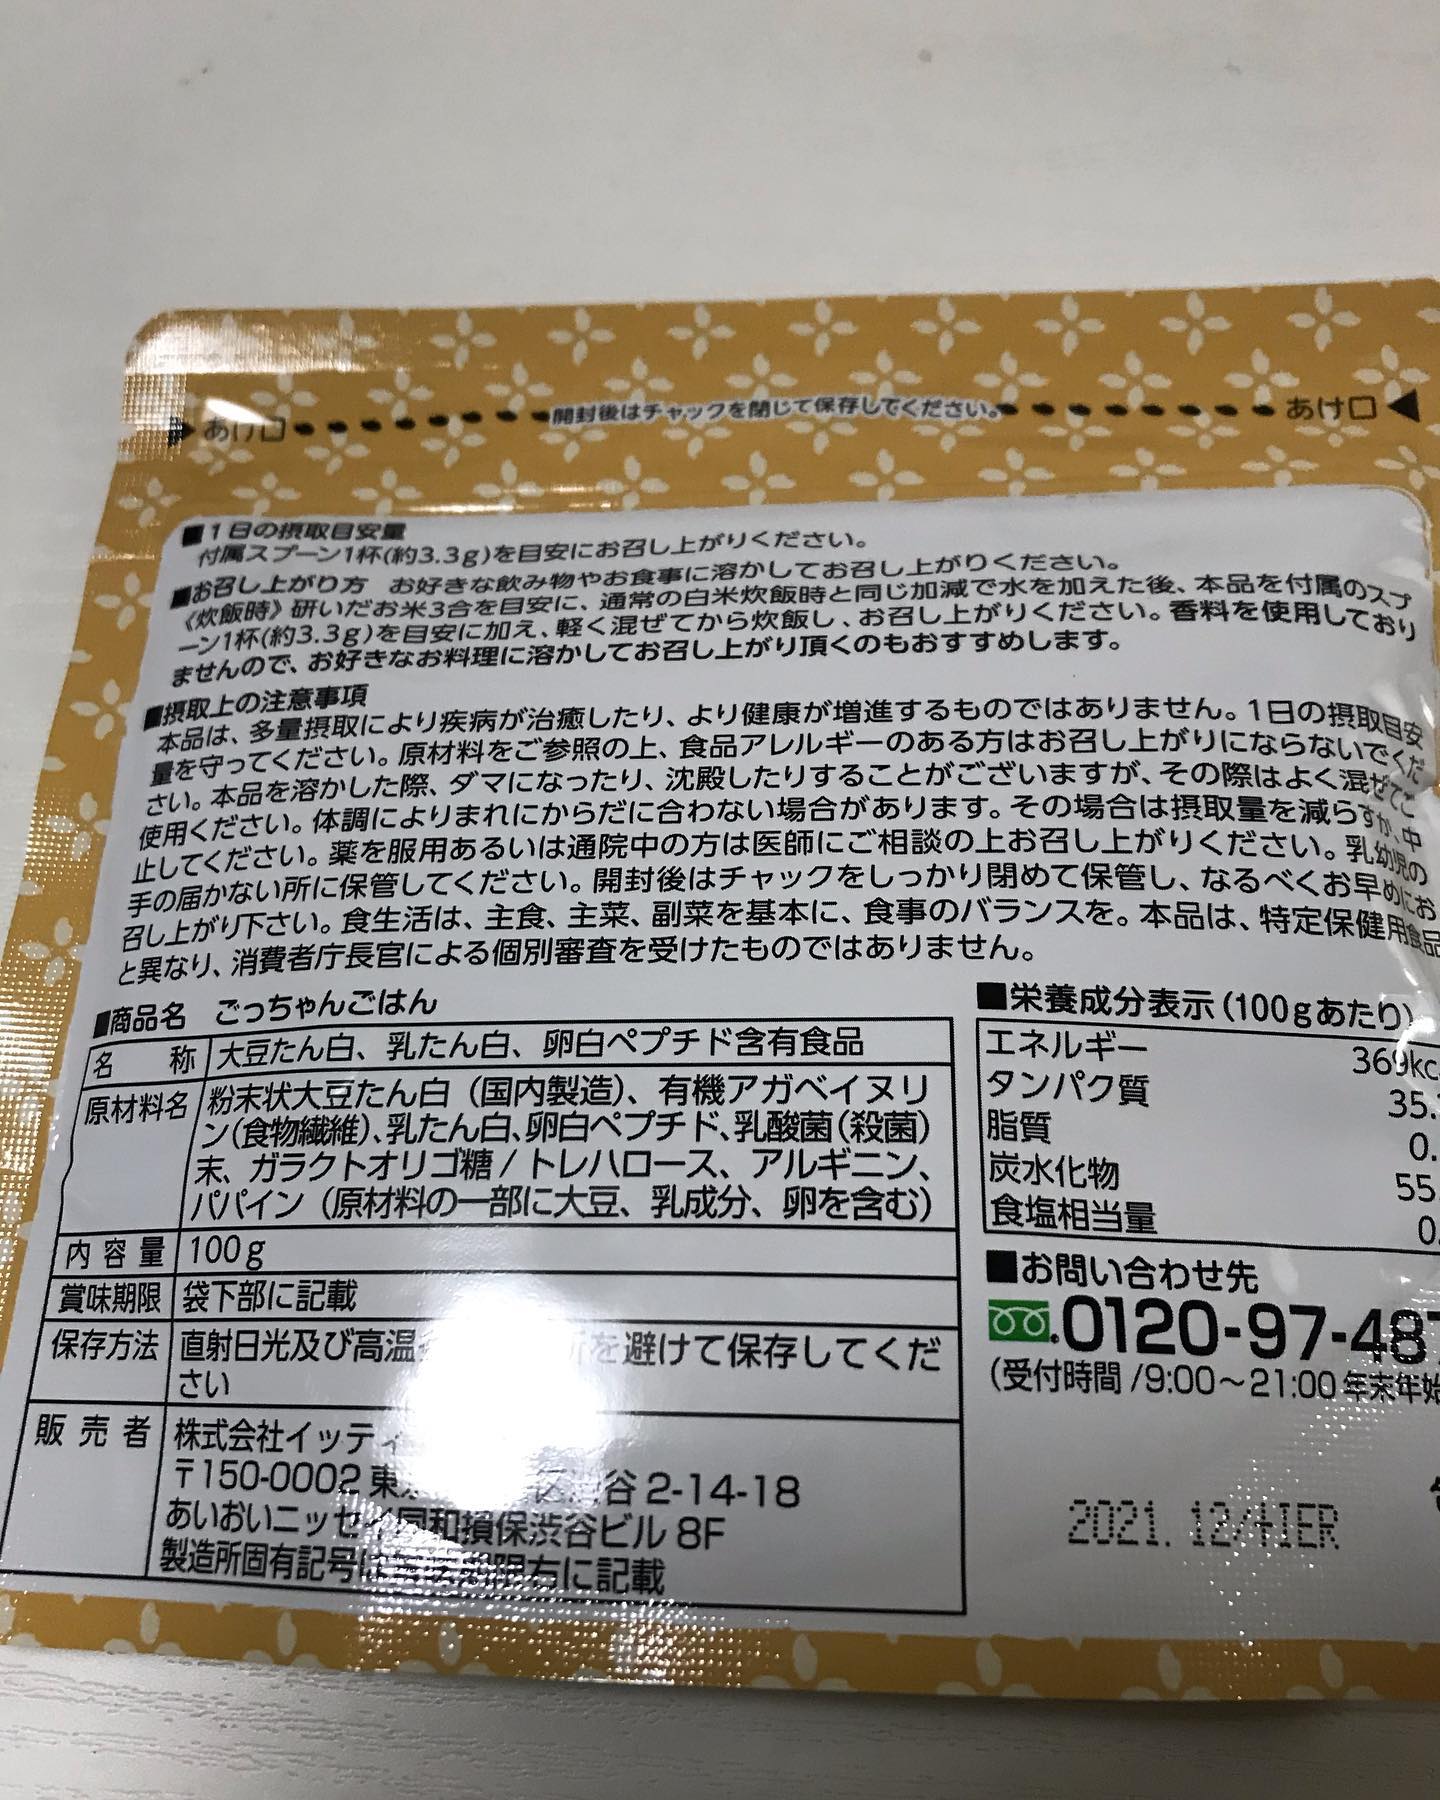 あけ口 開封後はチャックを閉じて保存してください。 あけ口
■1日の摂取目安量
付属スプーン1杯(約3.3g)を目安にお召し上がりください。
■お召し上がり方 お好きな飲み物やお食事に溶かしてお召し上がりください。
《炊飯時》研いだお米3合を目安に、通常の白米炊飯時と同じ加減で水を加えた後、本品を付属のスプ
ーン1杯(約3.3g)を目安に加え、軽く混ぜてから炊飯し、お召し上がりください。香料を使用しており
ませんので、お好きなお料理に溶かしてお召し上がり頂くのもおすすめします。
■摂取上の注意事項
本品は、多量摂取により疾病が治癒したり、より健康が増進するものではありません。1日の摂取目安
量を守ってください。原材料をご参照の上、食品アレルギーのある方はお召し上がりにならないでくだ
さい。本品を溶かした際、ダマになったり、沈殿したりすることがございますが、その際はよく混ぜてご
使用ください。体調によりまれにからだに合わない場合があります。その場合は摂取量を減らすか、中
止してください。薬を服用あるいは通院中の方は医師にご相談の上お召し上がりください。乳幼児の
手の届かない所に保管してください。開封後はチャックをしっかり閉めて保管し、なるべくお早めにお
召し上がり下さい。食生活は、主食、主菜、副菜を基本に、食事のバランスを。本品は、特定保健用食品
と異なり、消費者庁長官による個別審査を受けたものではありません。
■商品名 ごっちゃんごはん
名 称 大豆たん白、乳たん白、卵白ペプチド含有食品
原材料名 粉末状大豆たん白（国内製造）、有機アガベイヌリ
ン(食物繊維)、乳たん白、卵白ペプチド、乳酸菌(殺菌)
末、ガラクトオリゴ糖 / トレハロース、アルギニン、
パパイン（原材料の一部に大豆、乳成分、卵を含む）
内 容 量 100g
賞味期限 袋下部に記載
保存方法 直射日光及び高温 を避けて保存してくだ
さい
販 売 者 株式会社イッティ
〒150-0002 東 谷 2-14-18
あいおいニッセイ同和損保渋谷ビル 8F
製造所固有記号は 右に記載
■栄養成分表示(100gあたり)
エネルギー 369kc
タンパク質 35.
脂質 0.
炭水化物 55.
食塩相当量 0.
■お問い合わせ先
0120-97-487
(受付時間 /9:00〜21:00 年末年始
2021. 12/HIER